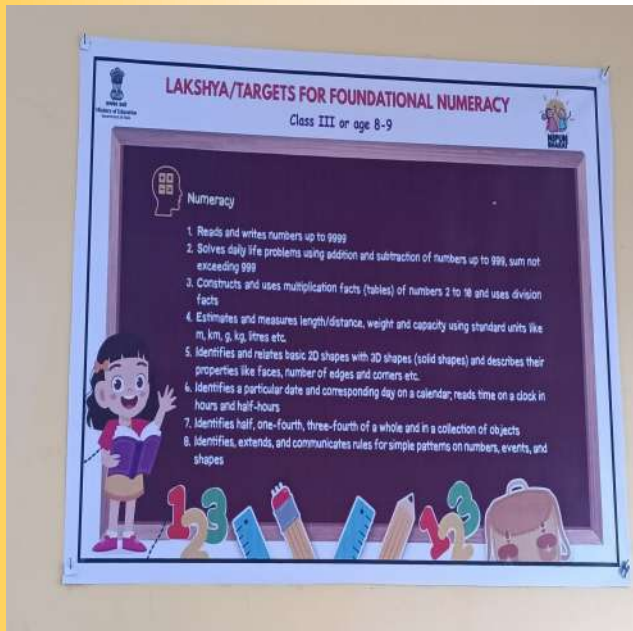 LAKSHYA/TARGETS FOR FOUNDATIONAL NUMERACY
Class III or age 8-9
Ministry of Education
NIPUN
BHARAT
Numeracy
1. Reads and writes numbers up to 9999
2. Solves daily life problems using addition and subtraction of numbers up to 999, sum not
exceeding 999
3. Constructs and uses multiplication facts (tables) of numbers 2 to 10 and uses division
facts
4. Estimates and measures length/distance, weight and capacity using standard units like
m, km, g, kg, litres etc.
5. Identifies and relates basic 2D shapes with 3D shapes (solid shapes) and describes their
properties like faces, number of edges and corners etc.
6. Identifies a particular date and corresponding day on a calendar; reads time on a clock in
hours and half-hours
7. Identifies half, one-fourth, three-fourth of a whole and in a collection of objects
8. Identifies, extends, and communicates rules for simple patterns on numbers, events, and
shapes
123
123